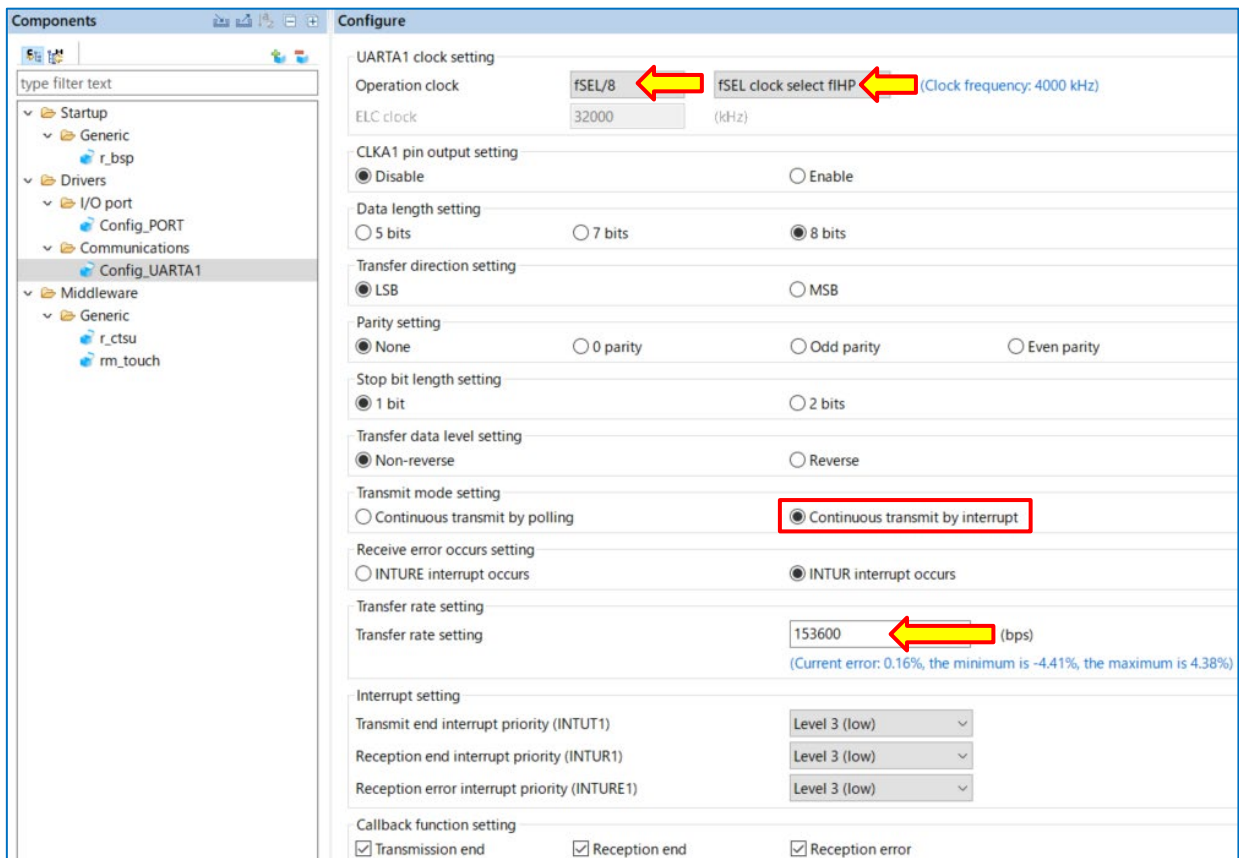 Components
type filter text
Startup
Generic
r_bsp
Drivers
I/O port
Config_PORT
Communications
Config_UARTA1
Middleware
Generic
r_ctsu
rm_touch
Configure
UARTA1 clock setting
Operation clock fSEL/8 fSEL clock select fIHP (Clock frequency: 4000 kHz)
ELC clock 32000 (kHz)
CLKA1 pin output setting
Disable Enable
Data length setting
5 bits 7 bits 8 bits
Transfer direction setting
LSB MSB
Parity setting
None 0 parity Odd parity Even parity
Stop bit length setting
1 bit 2 bits
Transfer data level setting
Non-reverse Reverse
Transmit mode setting
Continuous transmit by polling Continuous transmit by interrupt
Receive error occurs setting
INTURE interrupt occurs INTUR interrupt occurs
Transfer rate setting
Transfer rate setting 153600 (bps)
(Current error: 0.16%, the minimum is -4.41%, the maximum is 4.38%)
Interrupt setting
Transmit end interrupt priority (INTUT1) Level 3 (low)
Reception end interrupt priority (INTUR1) Level 3 (low)
Reception error interrupt priority (INTURE1) Level 3 (low)
Callback function setting
Transmission end Reception end Reception error